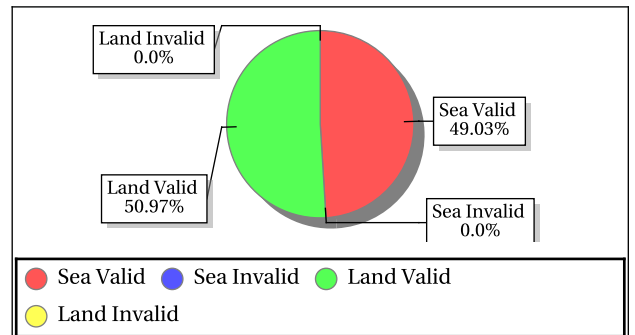 Land Invalid
0.0%
Sea Valid
49.03%
Land Valid
50.97%
Sea Invalid
0.0%
Sea Valid Sea Invalid Land Valid
Land Invalid